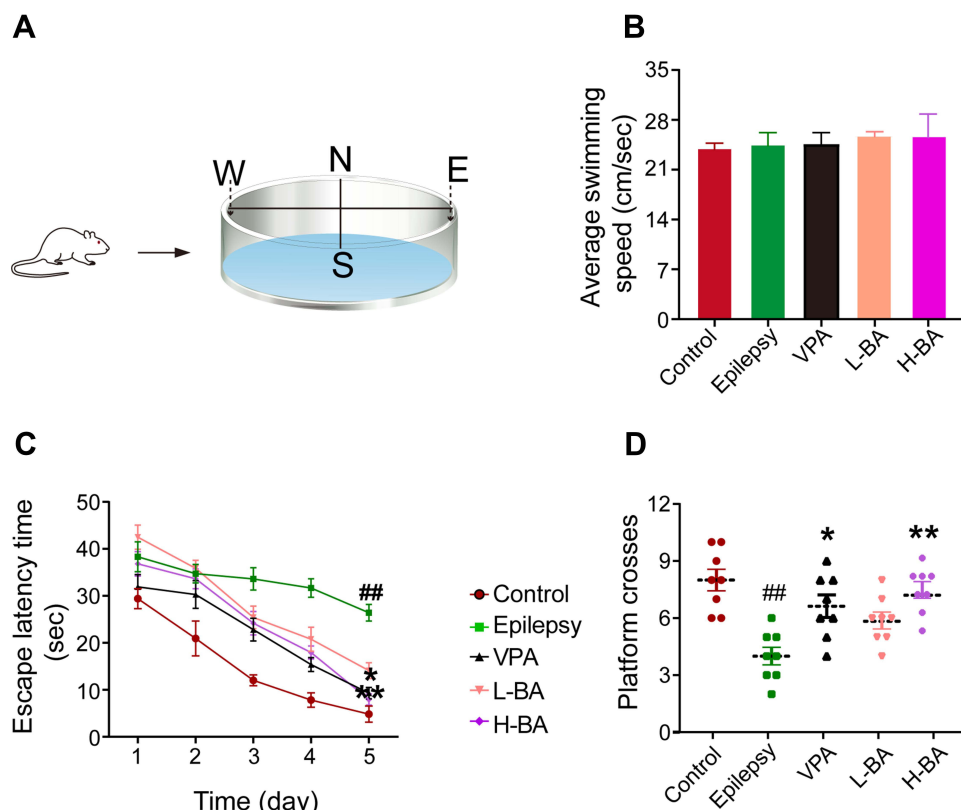 A
N
W
E
S
B
Average swimming
speed (cm/sec)
35
28
21
14
7
0
Control
Epilepsy
VPA
L-BA
H-BA
C
Escape latency time
(sec)
50
40
30
20
10
0
##
*
**
1 2 3 4 5
Time (day)
Control
Epilepsy
VPA
L-BA
H-BA
D
Platform crosses
12
9
6
3
0
##
*
**
Control
Epilepsy
VPA
L-BA
H-BA